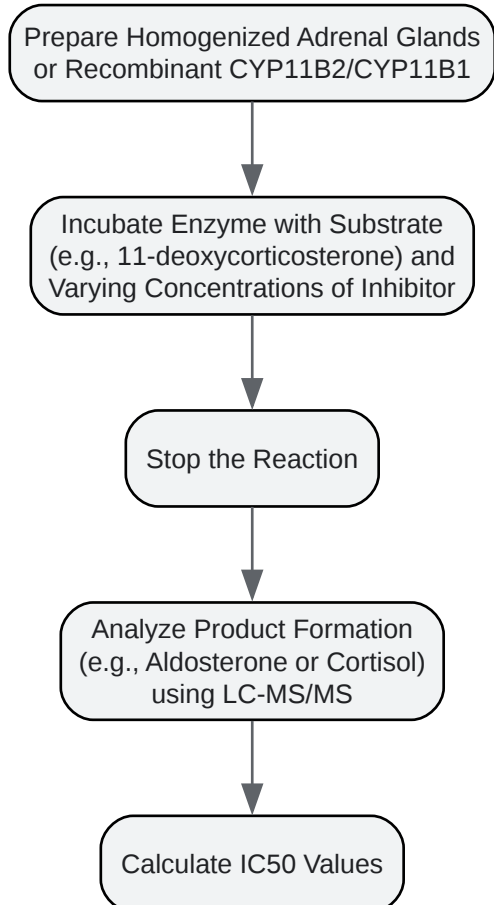 Prepare Homogenized Adrenal Glands
or Recombinant CYP11B2/CYP11B1
Incubate Enzyme with Substrate
(e.g., 11-deoxycorticosterone) and
Varying Concentrations of Inhibitor
Stop the Reaction
Analyze Product Formation
(e.g., Aldosterone or Cortisol)
using LC-MS/MS
Calculate IC50 Values